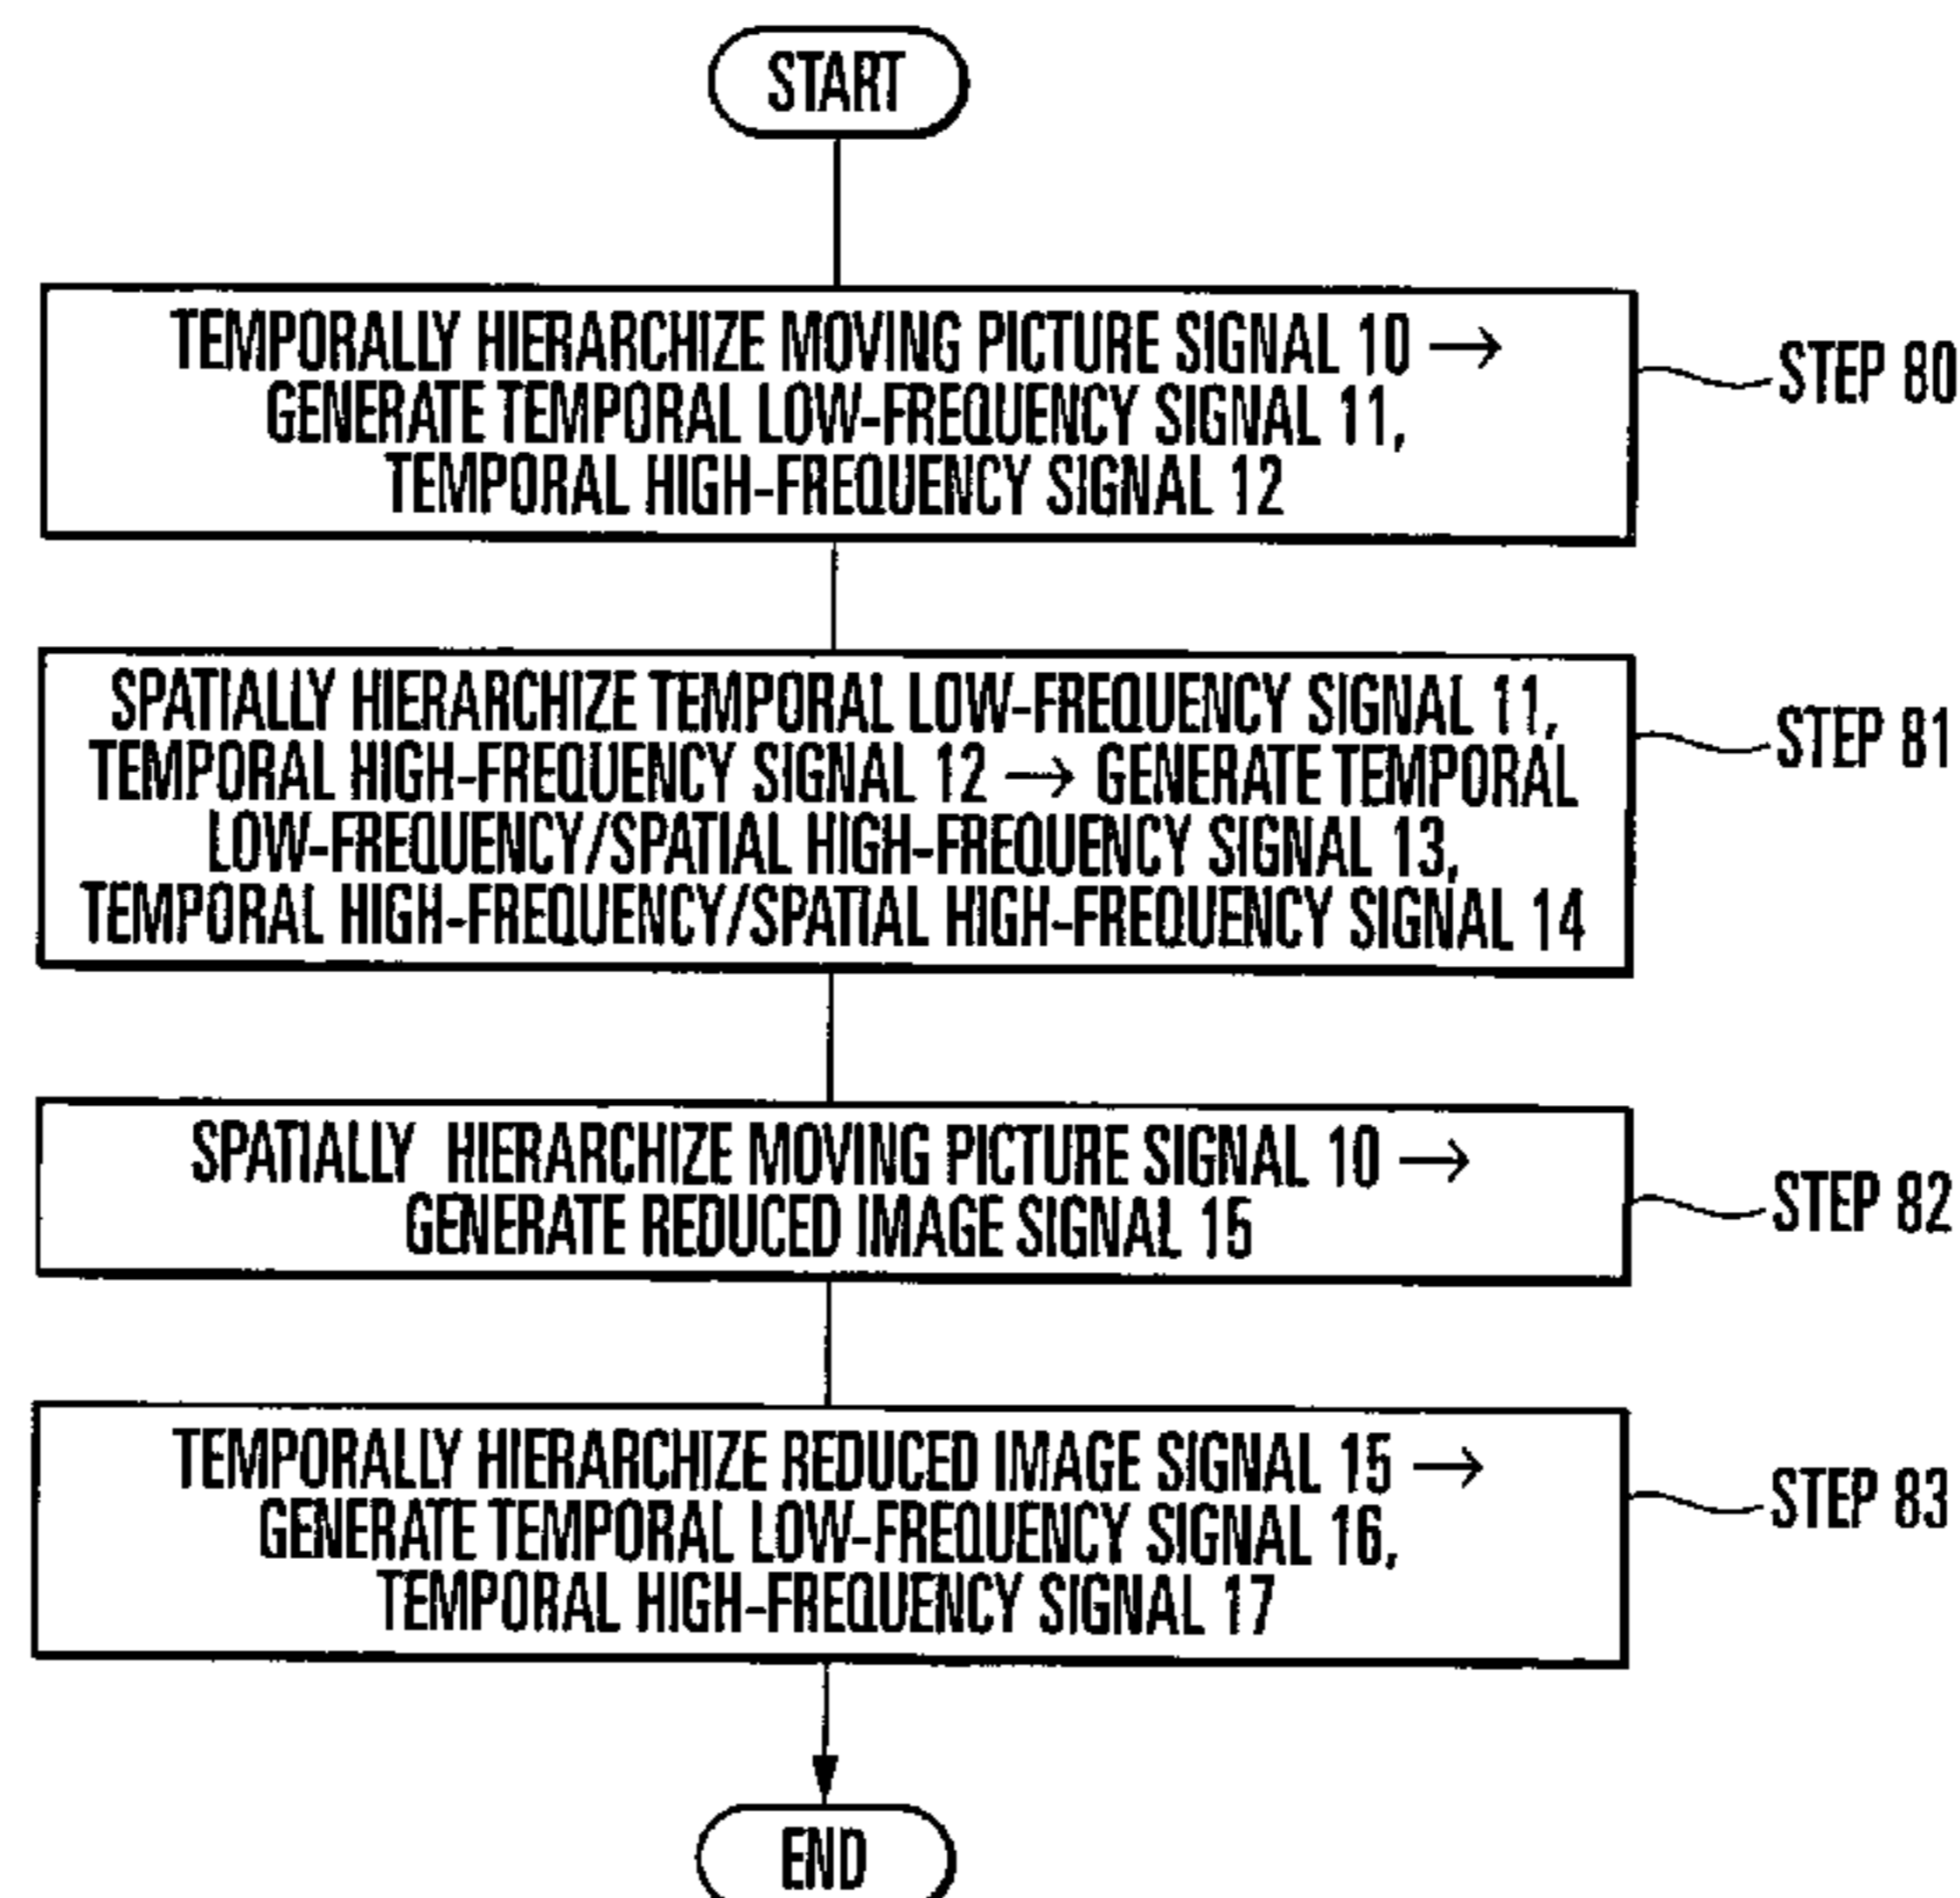 START
TEMPORALLY HIERARCHIZE MOVING PICTURE SIGNAL 10 →
GENERATE TEMPORAL LOW-FREQUENCY SIGNAL 11,
TEMPORAL HIGH-FREQUENCY SIGNAL 12
STEP 80
SPATIALLY HIERARCHIZE TEMPORAL LOW-FREQUENCY SIGNAL 11,
TEMPORAL HIGH-FREQUENCY SIGNAL 12 → GENERATE TEMPORAL
LOW-FREQUENCY/SPATIAL HIGH-FREQUENCY SIGNAL 13,
TEMPORAL HIGH-FREQUENCY/SPATIAL HIGH-FREQUENCY SIGNAL 14
STEP 81
SPATIALLY HIERARCHIZE MOVING PICTURE SIGNAL 10 →
GENERATE REDUCED IMAGE SIGNAL 15
STEP 82
TEMPORALLY HIERARCHIZE REDUCED IMAGE SIGNAL 15 →
GENERATE TEMPORAL LOW-FREQUENCY SIGNAL 16,
TEMPORAL HIGH-FREQUENCY SIGNAL 17
STEP 83
END